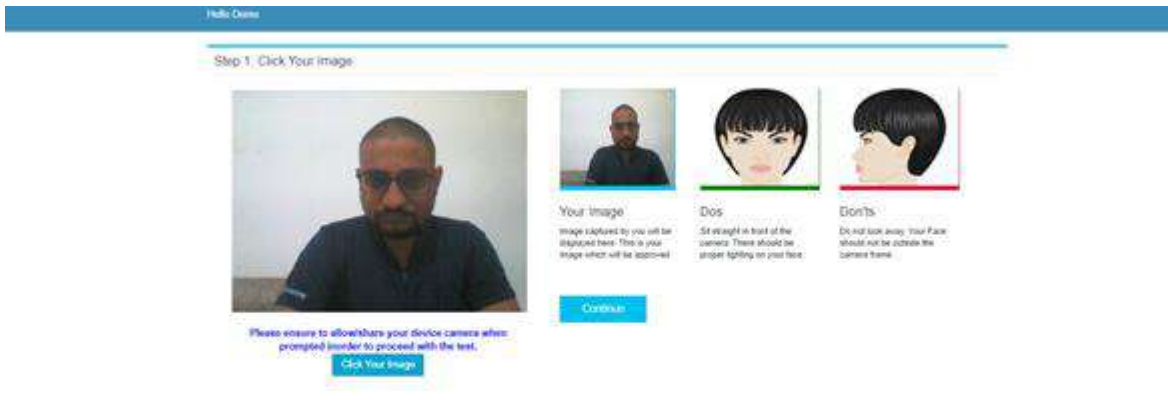 Hello Demo
Step 1. Click Your Image
Your Image
Image captured by you will be
displayed here. This is your
image which will be approved
Dos
Sit straight in front of the
camera. There should be
proper lighting on your face
Don'ts
Do not look away. Your Face
should not be outside the
camera frame
Continue
Please ensure to allow/share your device camera when
prompted inorder to proceed with the test.
Click Your Image